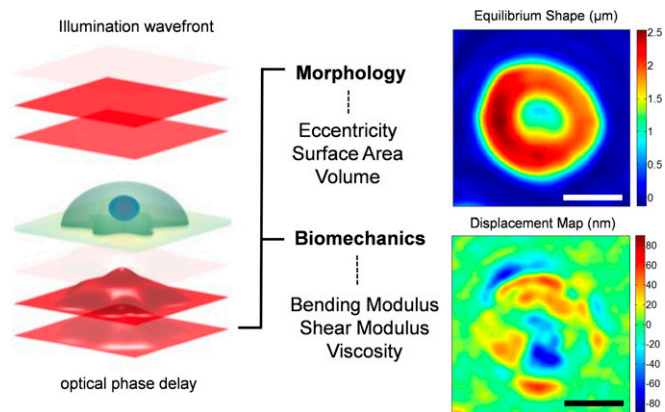 Illumination wavefront
optical phase delay
Morphology
Eccentricity
Surface Area
Volume
Biomechanics
Bending Modulus
Shear Modulus
Viscosity
Equilibrium Shape (µm)
2.5
2
1.5
1
0.5
0
Displacement Map (nm)
80
60
40
20
0
-20
-40
-60
-80